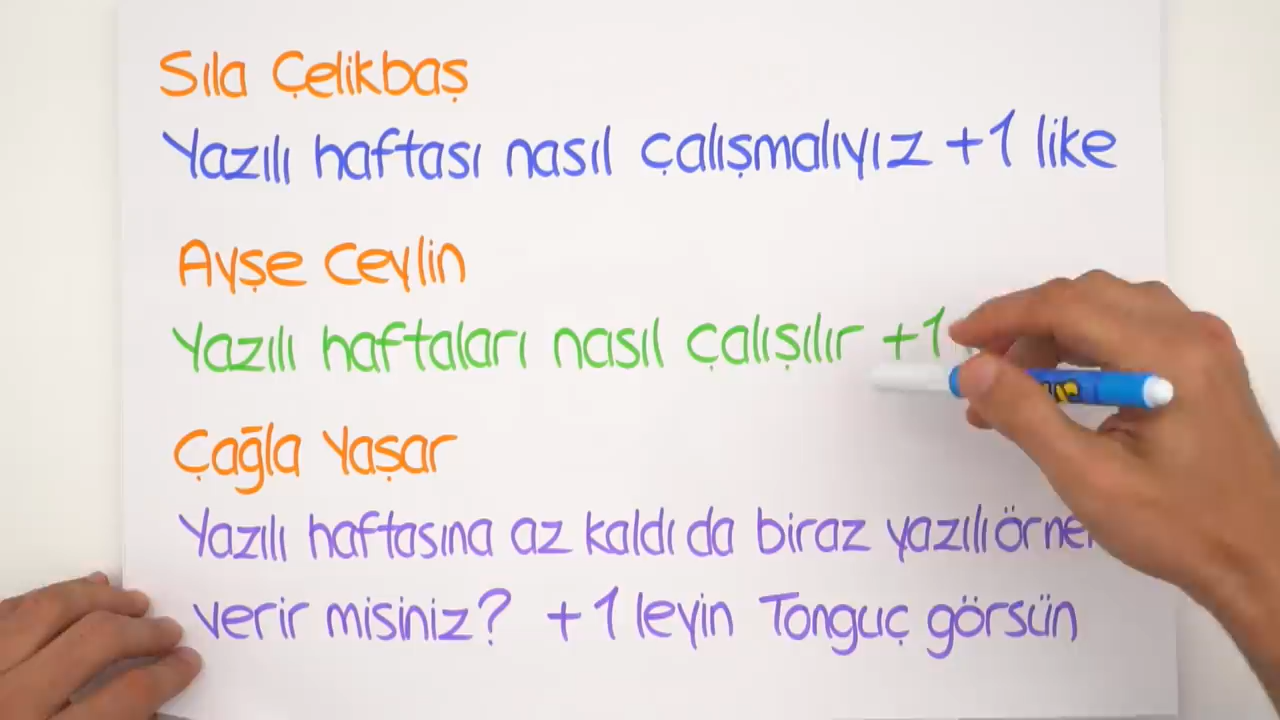 Sıla Çelikbaş
Yazılı haftası nasıl çalışmalıyız +1 like
Ayşe Ceylin
Yazılı haftaları nasıl çalışılır +1
Çağla Yaşar
Yazılı haftasına az kaldı da biraz yazılı
verir misiniz? +1 leyin Tonguç görsün